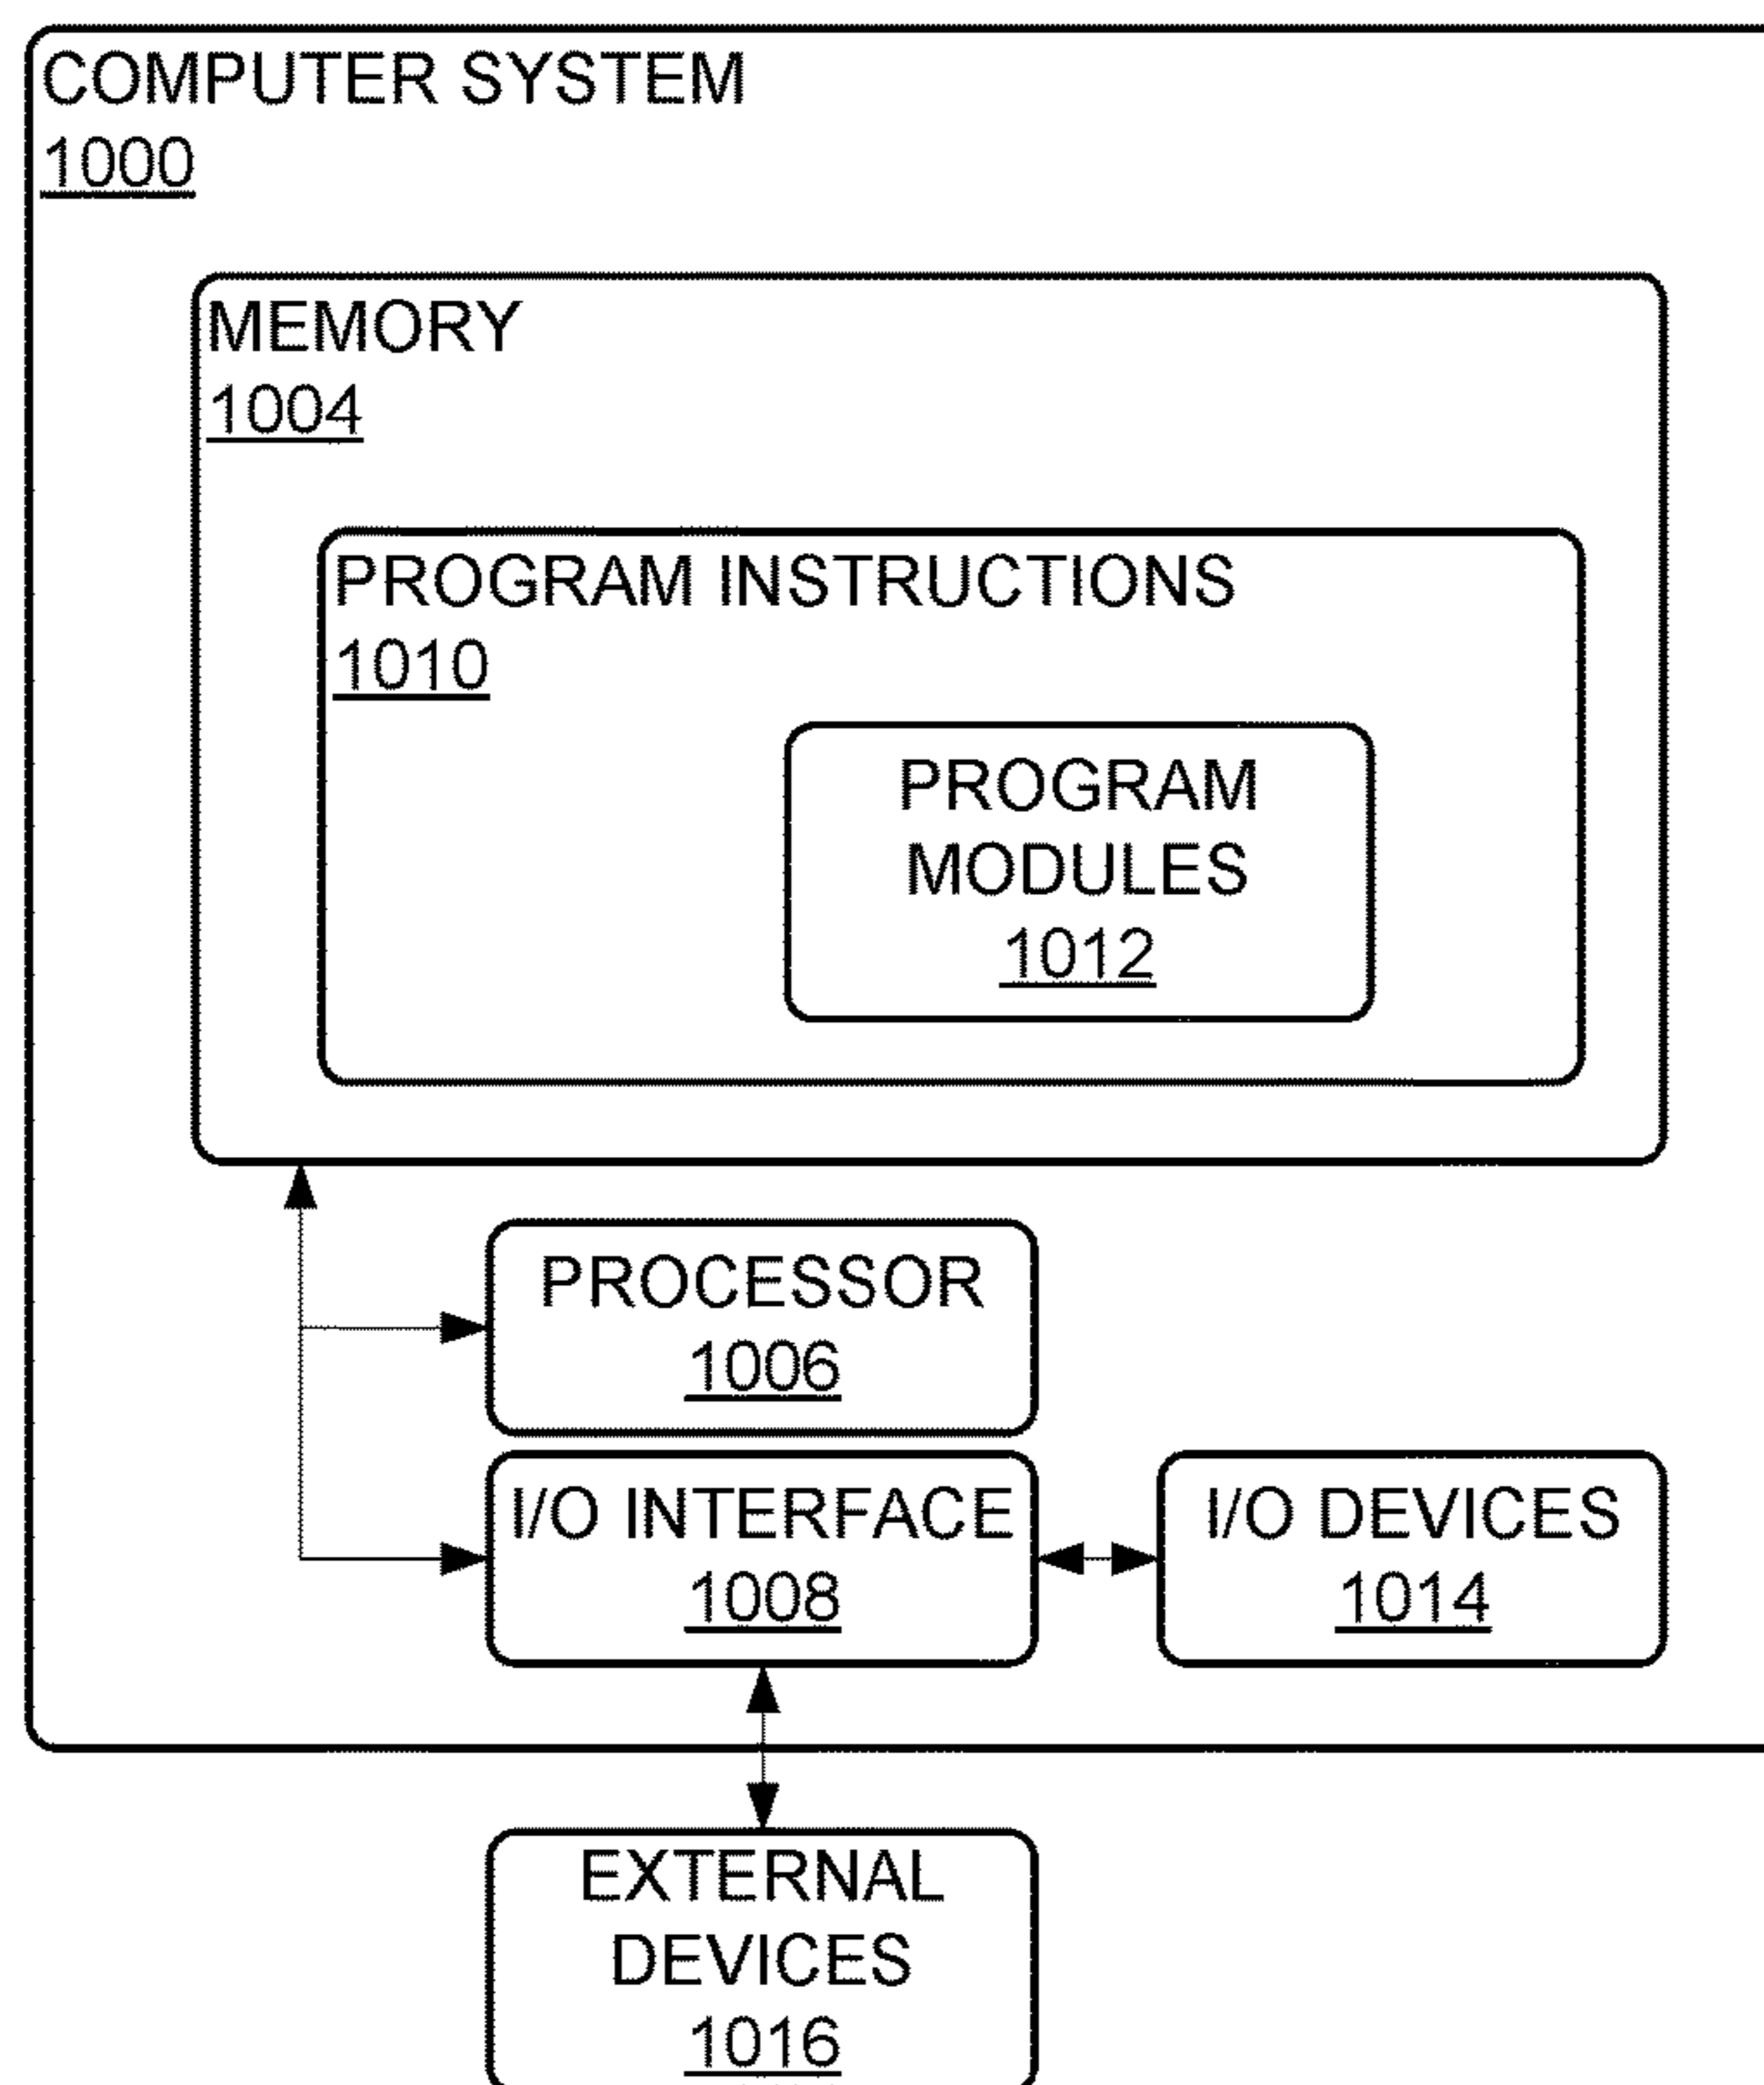 COMPUTER SYSTEM
1000
MEMORY
1004
PROGRAM INSTRUCTIONS
1010
PROGRAM
MODULES
1012
PROCESSOR
1006
I/O INTERFACE
1008
I/O DEVICES
1014
EXTERNAL
DEVICES
1016